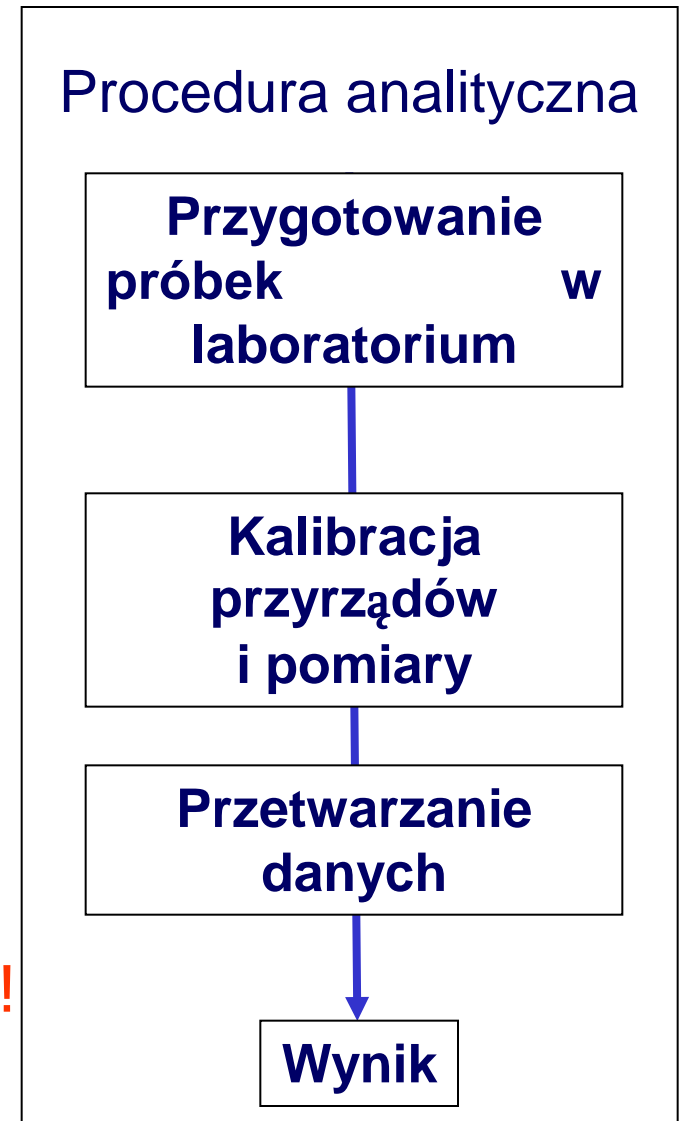 Procedura analityczna
Przygotowanie
próbek w
laboratorium
Kalibracja
przyrządów
i pomiary
Przetwarzanie
danych
!
Wynik